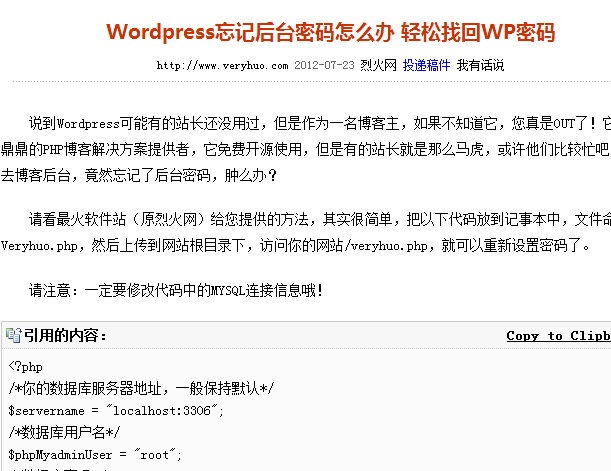 Wordpress忘记后台密码怎么办 轻松找回WP密码
http://www.veryhuo.com 2012-07-23 烈火网 投递稿件 我有话说
说到Wordpress可能有的站长还没用过，但是作为一名博客主，如果不知道它，您真是OUT了！它
鼎鼎的PHP博客解决方案提供者，它免费开源使用，但是有的站长就是那么马虎，或许他们比较忙吧
去博客后台，竟然忘记了后台密码，肿么办？
请看最火软件站（原烈火网）给您提供的方法，其实很简单，把以下代码放到记事本中，文件命
Veryhuo.php，然后上传到网站根目录下，访问你的网站/veryhuo.php，就可以重新设置密码了。
请注意：一定要修改代码中的MYSQL连接信息哦！
引用的内容： Copy to Clipb
<?php
/*你的数据库服务器地址，一般保持默认*/
$servername = "localhost:3306";
/*数据库用户名*/
$phpMyadminUser = "root";